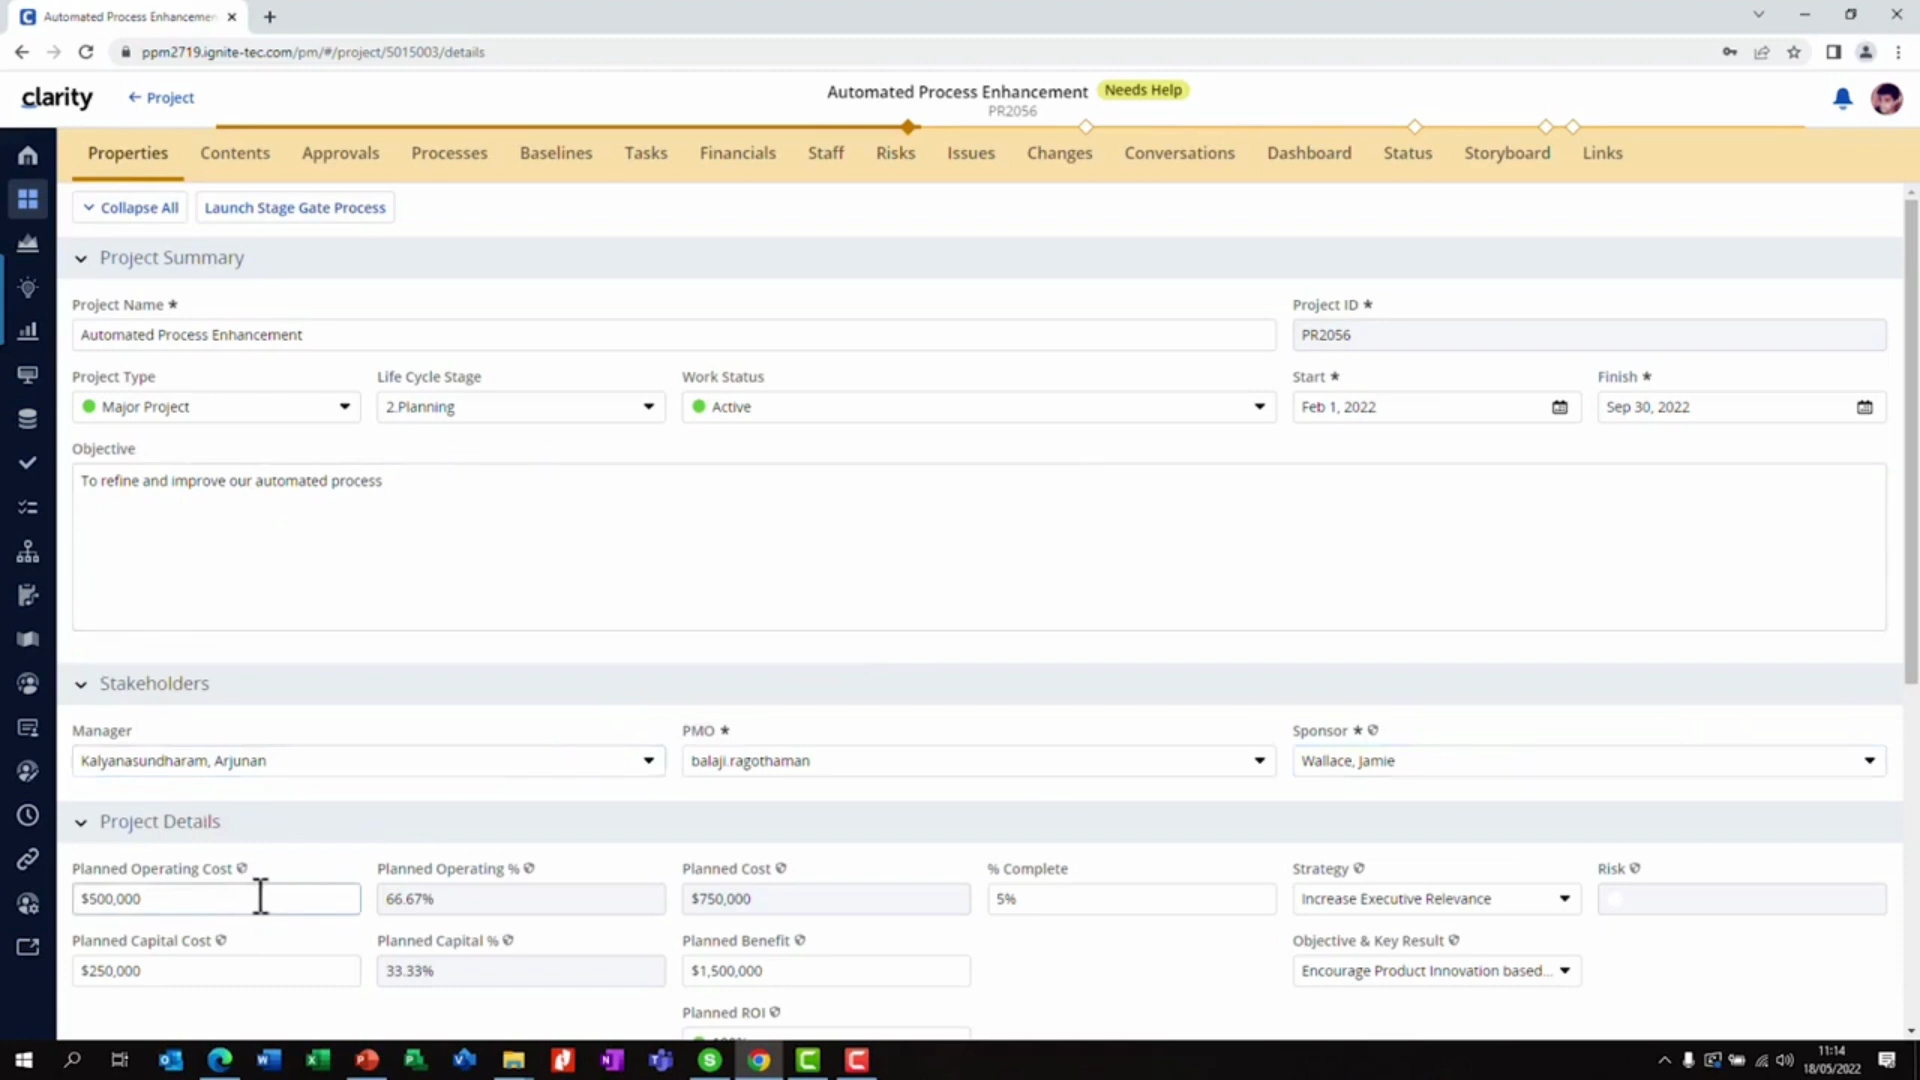 Automated Process Enhancemen
ppm2719.ignite-tec.com/pm/#/project/5015003/details
clarity
← Project
Automated Process Enhancement Needs Help
PR2056
Properties Contents Approvals Processes Baselines Tasks Financials Staff Risks Issues Changes Conversations Dashboard Status Storyboard Links
Collapse All Launch Stage Gate Process
Project Summary
Project Name * Project ID *
Automated Process Enhancement PR2056
Project Type Life Cycle Stage Work Status Start * Finish *
Major Project 2.Planning Active Feb 1, 2022 Sep 30, 2022
Objective
To refine and improve our automated process
Stakeholders
Manager PMO * Sponsor *
Kalyanasundharam, Arjunan balaji.ragothaman Wallace, Jamie
Project Details
Planned Operating Cost Planned Operating % Planned Cost % Complete Strategy Risk
$500,000 66.67% $750,000 5% Increase Executive Relevance
Planned Capital Cost Planned Capital % Planned Benefit Objective & Key Result
$250,000 33.33% $1,500,000 Encourage Product Innovation based...
Planned ROI
11:14
18/05/2022